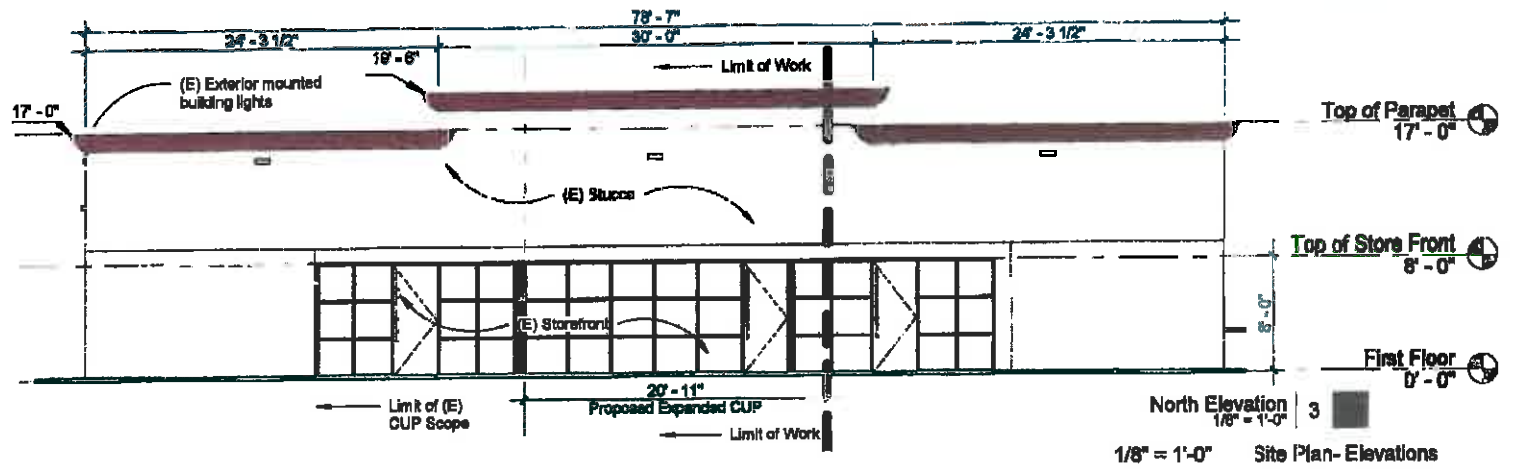 78' - 7"
24' - 3 1/2"
30' - 0"
24' - 3 1/2"
19' - 6"
Limit of Work
(E) Exterior mounted
building lights
17' - 0"
Top of Parapet
17' - 0"
(E) Stucco
Top of Store Front
8' - 0"
8' - 0"
(E) Storefront
First Floor
0' - 0"
20' - 11"
Proposed Expanded CUP
Limit of (E)
CUP Scope
Limit of Work
North Elevation
1/8" = 1'-0"
3
1/8" = 1'-0" Site Plan- Elevations